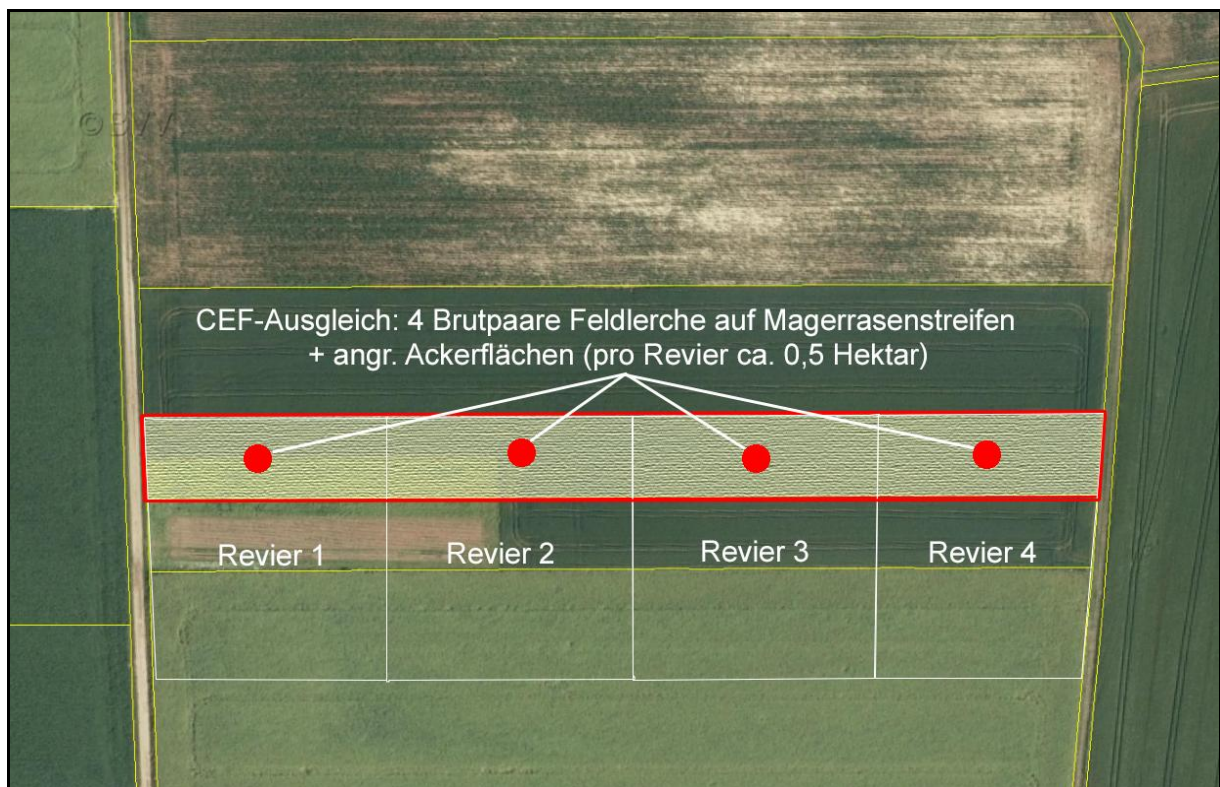 CEF-Ausgleich: 4 Brutpaare Feldlerche auf Magerrasenstreifen
+ angr. Ackerflächen (pro Revier ca. 0,5 Hektar)
Revier 1
Revier 2
Revier 3
Revier 4